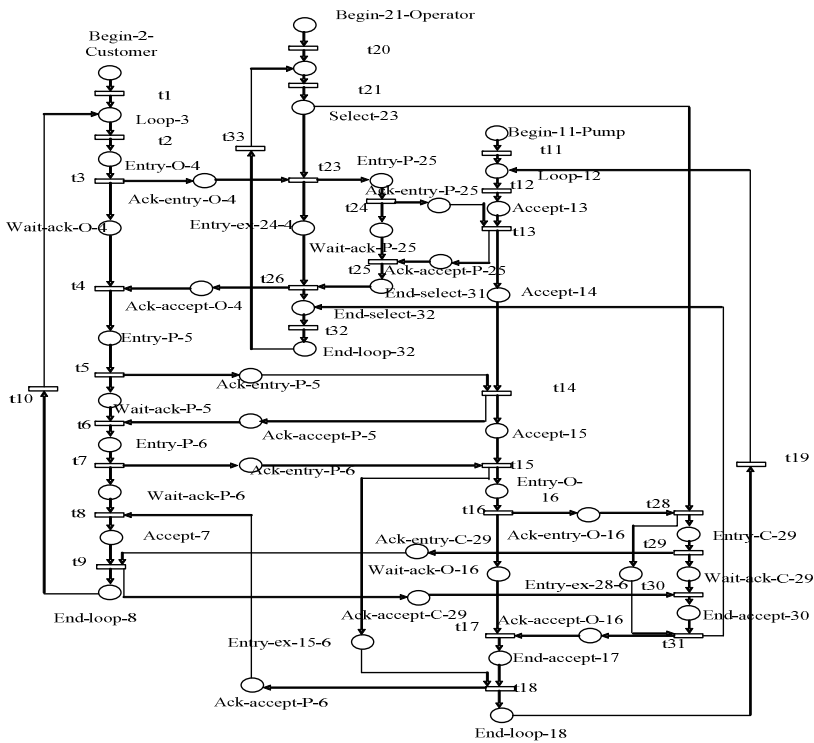 Begin-21-Operator
Begin-2-
Customer
t20
t1
t21
Loop-3
Select-23
t2
t33
Begin-11-Pump
t11
Entry-O-4
t23
Entry-P-25
Loop-12
t3
t12
Ack-entry-O-4
Ack-entry-P-25
t24
Accept-13
Wait-ack-O-4
Entry-ex-24-4
t13
Wait-ack-P-25
t25
Ack-accept-P-25
t4
t26
End-select-31
Accept-14
Ack-accept-O-4
End-select-32
t32
Entry-P-5
End-loop-32
t5
Ack-entry-P-5
t14
t10
Wait-ack-P-5
t6
Ack-accept-P-5
Accept-15
Entry-P-6
t7
Ack-entry-P-6
t15
t19
Entry-O-
16
Wait-ack-P-6
t28
t8
t16
Ack-entry-O-16
Accept-7
Ack-entry-C-29
Entry-C-29
t29
t9
Wait-ack-O-16
Entry-ex-28-6
t30
Wait-ack-C-29
End-loop-8
Ack-accept-C-29
Ack-accept-O-16
End-accept-30
Entry-ex-15-6
t17
t31
End-accept-17
t18
Ack-accept-P-6
End-loop-18